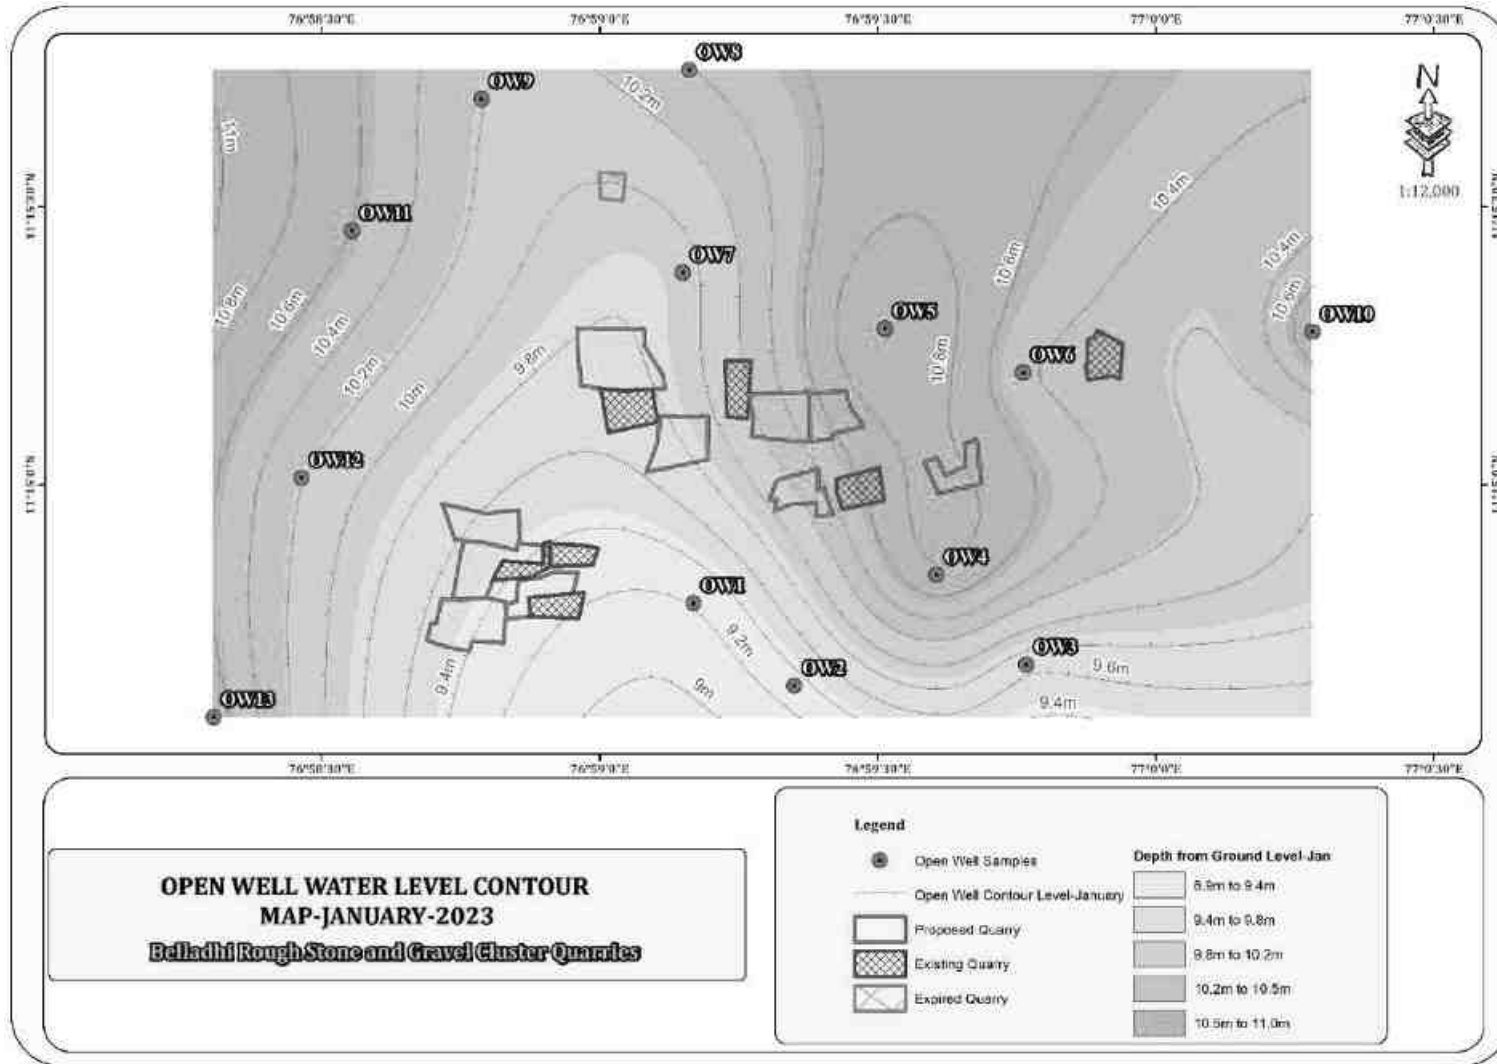 76°58'30"E 76°59'0"E 76°59'30"E 77°0'0"E 77°0'30"E
OW8
OW9
10.2m
11m
N
1:12,000
10.4m
OW11
10.6m
10.4m
OW7
10.8m
10.6m
10.6m
OW5
OW10
10.4m
10.2m
9.8m
10.8m
OW6
10m
OW12
OW4
OW1
9.2m
OW3
9.4m
OW2
9m
9.6m
9.4m
OW13
11°15'0"N
76°58'30"E 76°59'0"E 76°59'30"E 77°0'0"E 77°0'30"E
OPEN WELL WATER LEVEL CONTOUR
MAP-JANUARY-2023
Belladhi Rough Stone and Gravel Cluster Quarries
Legend
Open Well Samples
Open Well Contour Level-January
Proposed Quarry
Existing Quarry
Expired Quarry
Depth from Ground Level-Jan
8.9m to 9.4m
9.4m to 9.8m
9.8m to 10.2m
10.2m to 10.5m
10.5m to 11.0m